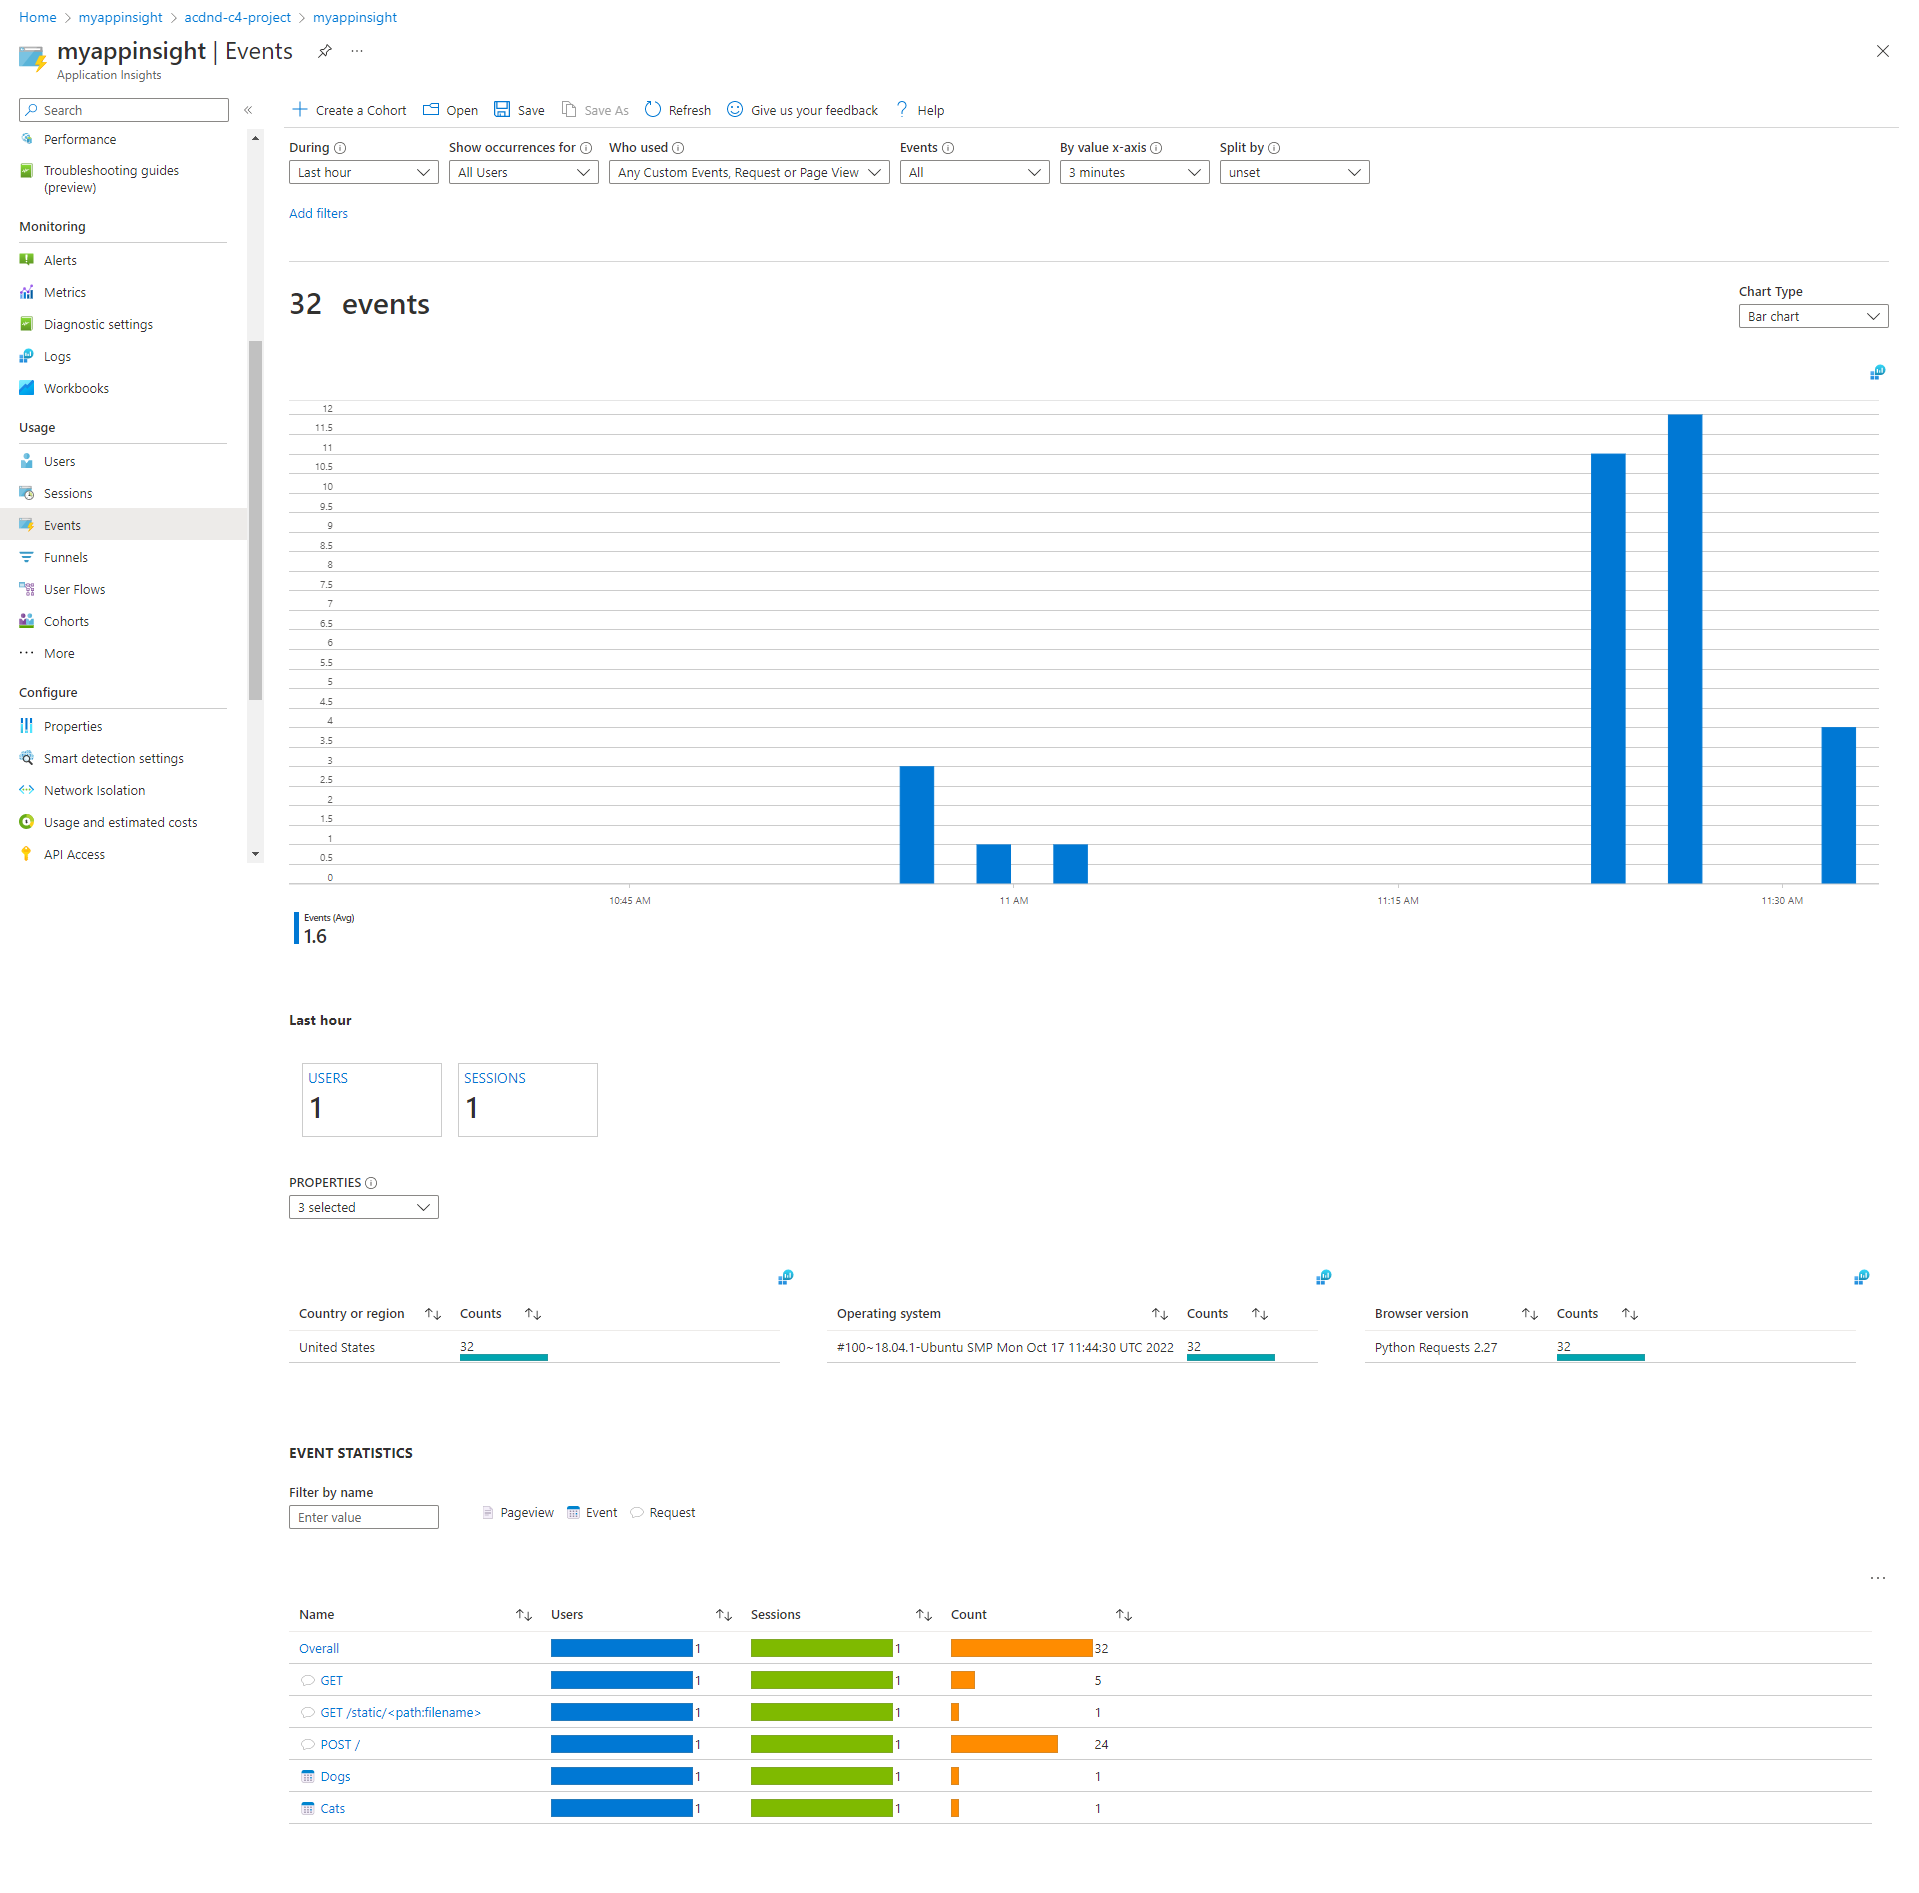 Home > myappinsight > acdnd-c4-project > myappinsight
myappinsight | Events
Application Insights
Search
Performance
Troubleshooting guides
(preview)
Monitoring
Alerts
Metrics
Diagnostic settings
Logs
Workbooks
Usage
Users
Sessions
Events
Funnels
User Flows
Cohorts
More
Configure
Properties
Smart detection settings
Network Isolation
Usage and estimated costs
API Access
Create a Cohort Open Save Save As Refresh Give us your feedback Help
During Show occurrences for Who used Events By value x-axis Split by
Last hour All Users Any Custom Events, Request or Page View All 3 minutes unset
Add filters
32 events
Chart Type
Bar chart
12
11.5
11
10.5
10
9.5
9
8.5
8
7.5
7
6.5
6
5.5
5
4.5
4
3.5
3
2.5
2
1.5
1
0.5
0
10:45 AM 11 AM 11:15 AM 11:30 AM
Events (Avg)
1.6
Last hour
USERS
1
SESSIONS
1
PROPERTIES
3 selected
Country or region Counts
United States 32
Operating system Counts
#100~18.04.1-Ubuntu SMP Mon Oct 17 11:44:30 UTC 2022 32
Browser version Counts
Python Requests 2.27 32
EVENT STATISTICS
Filter by name
Enter value
Pageview Event Request
Name Users Sessions Count
Overall 1 1 32
GET 1 1 5
GET /static/<path:filename> 1 1 1
POST / 1 1 24
Dogs 1 1 1
Cats 1 1 1